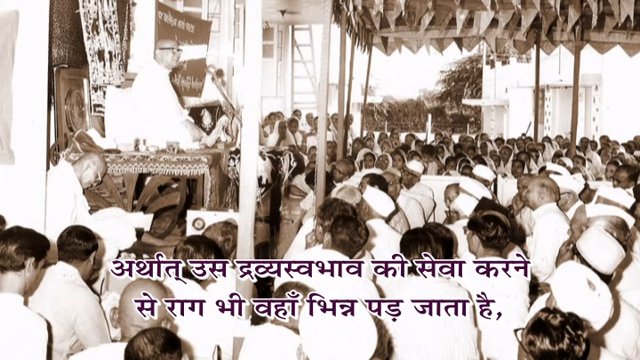 अर्थात् उस द्रव्यस्वभाव की सेवा करने
से राग भी वहाँ भिन्न पड़ जाता है,